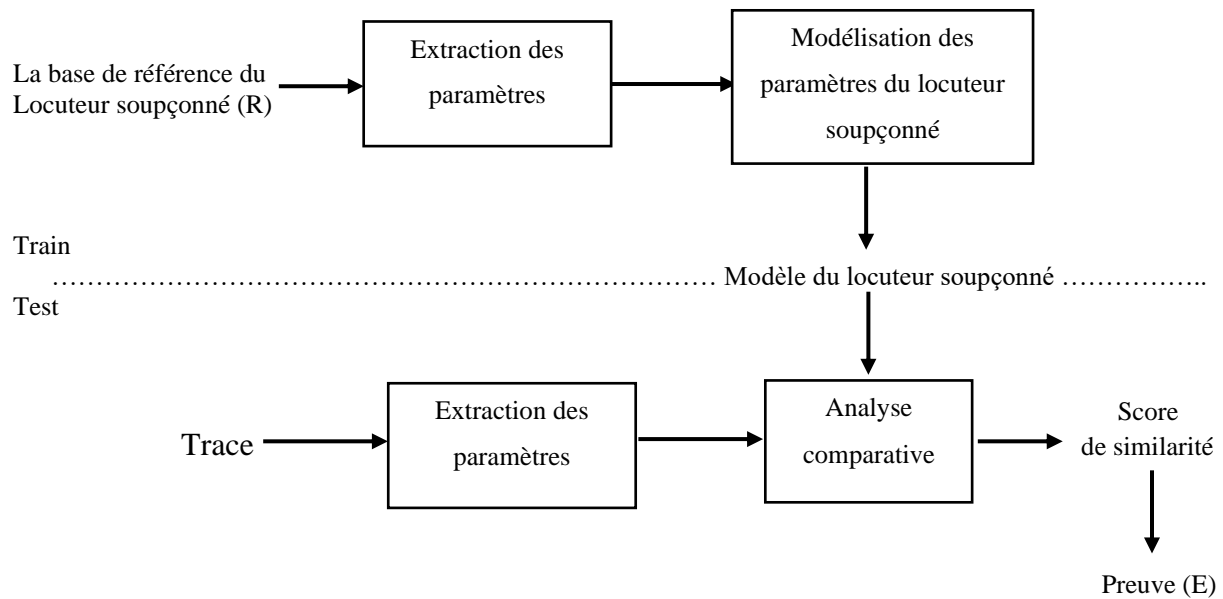 La base de référence du
Locuteur soupçonné (R)
Extraction des
paramètres
Modélisation des
paramètres du locuteur
soupçonné
Train
……………………………………………………………… Modèle du locuteur soupçonné ……………..
Test
Trace
Extraction des
paramètres
Analyse
comparative
Score
de similarité
Preuve (E)